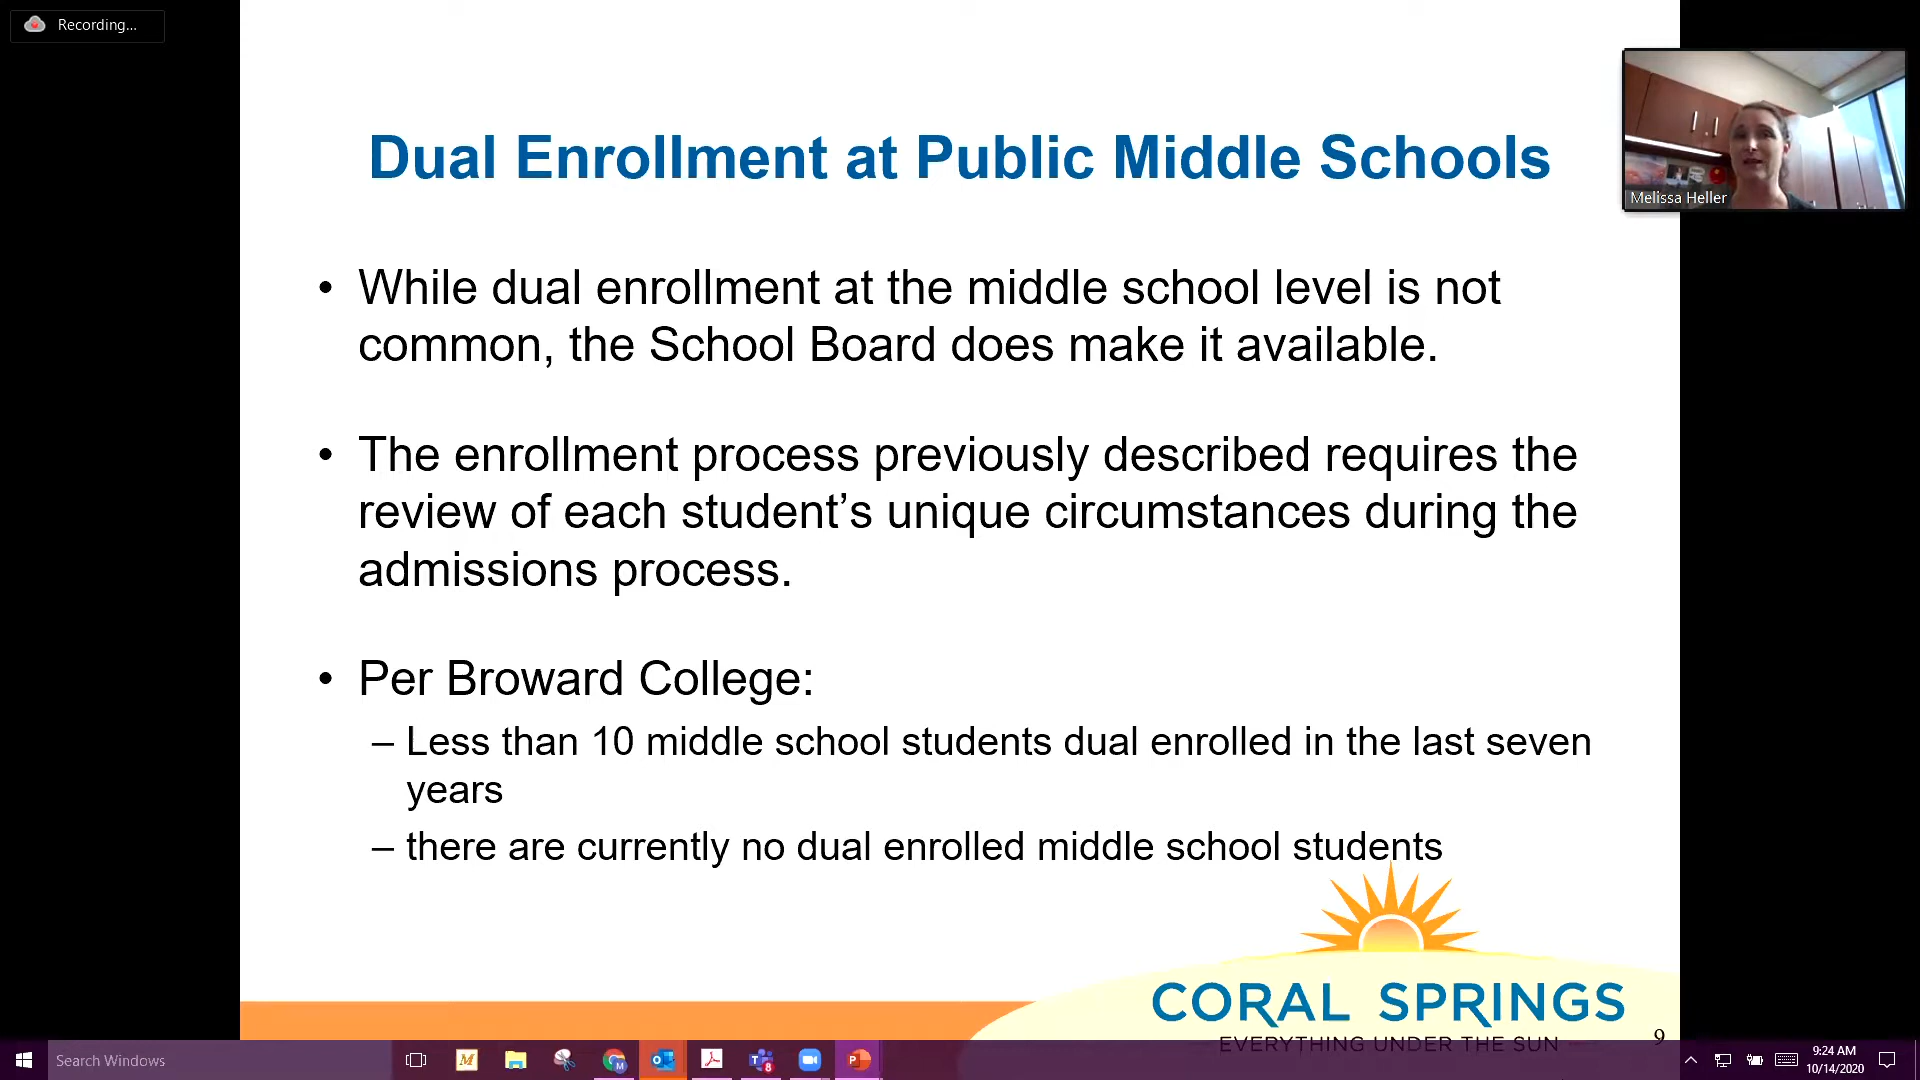 Recording...
Dual Enrollment at Public Middle Schools
Melissa Heller
• While dual enrollment at the middle school level is not
common, the School Board does make it available.
• The enrollment process previously described requires the
review of each student’s unique circumstances during the
admissions process.
• Per Broward College:
– Less than 10 middle school students dual enrolled in the last seven
years
– there are currently no dual enrolled middle school students
CORAL SPRINGS
EVERYTHING UNDER THE SUN
9
Search Windows
9:24 AM
10/14/2020